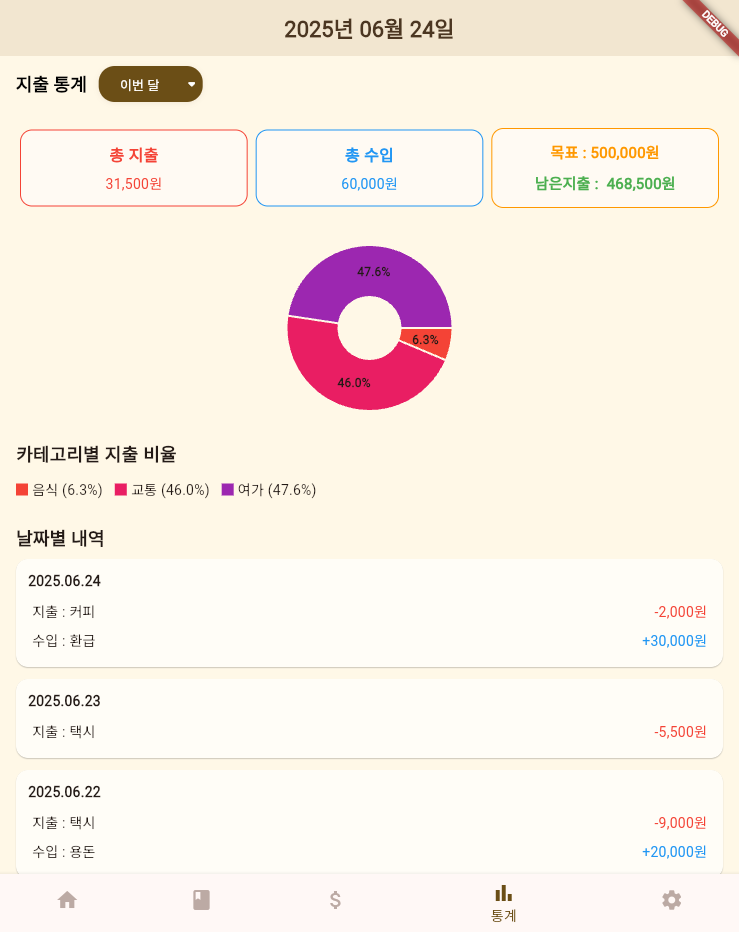 2025년 06월 24일
DEBUG
지출 통계 이번 달
총 지출
31,500원
총 수입
60,000원
목표 : 500,000원
남은지출 : 468,500원
47.6%
6.3%
46.0%
카테고리별 지출 비율
음식 (6.3%) 교통 (46.0%) 여가 (47.6%)
날짜별 내역
2025.06.24
지출 : 커피 -2,000원
수입 : 환급 +30,000원
2025.06.23
지출 : 택시 -5,500원
2025.06.22
지출 : 택시 -9,000원
수입 : 용돈 +20,000원
통계